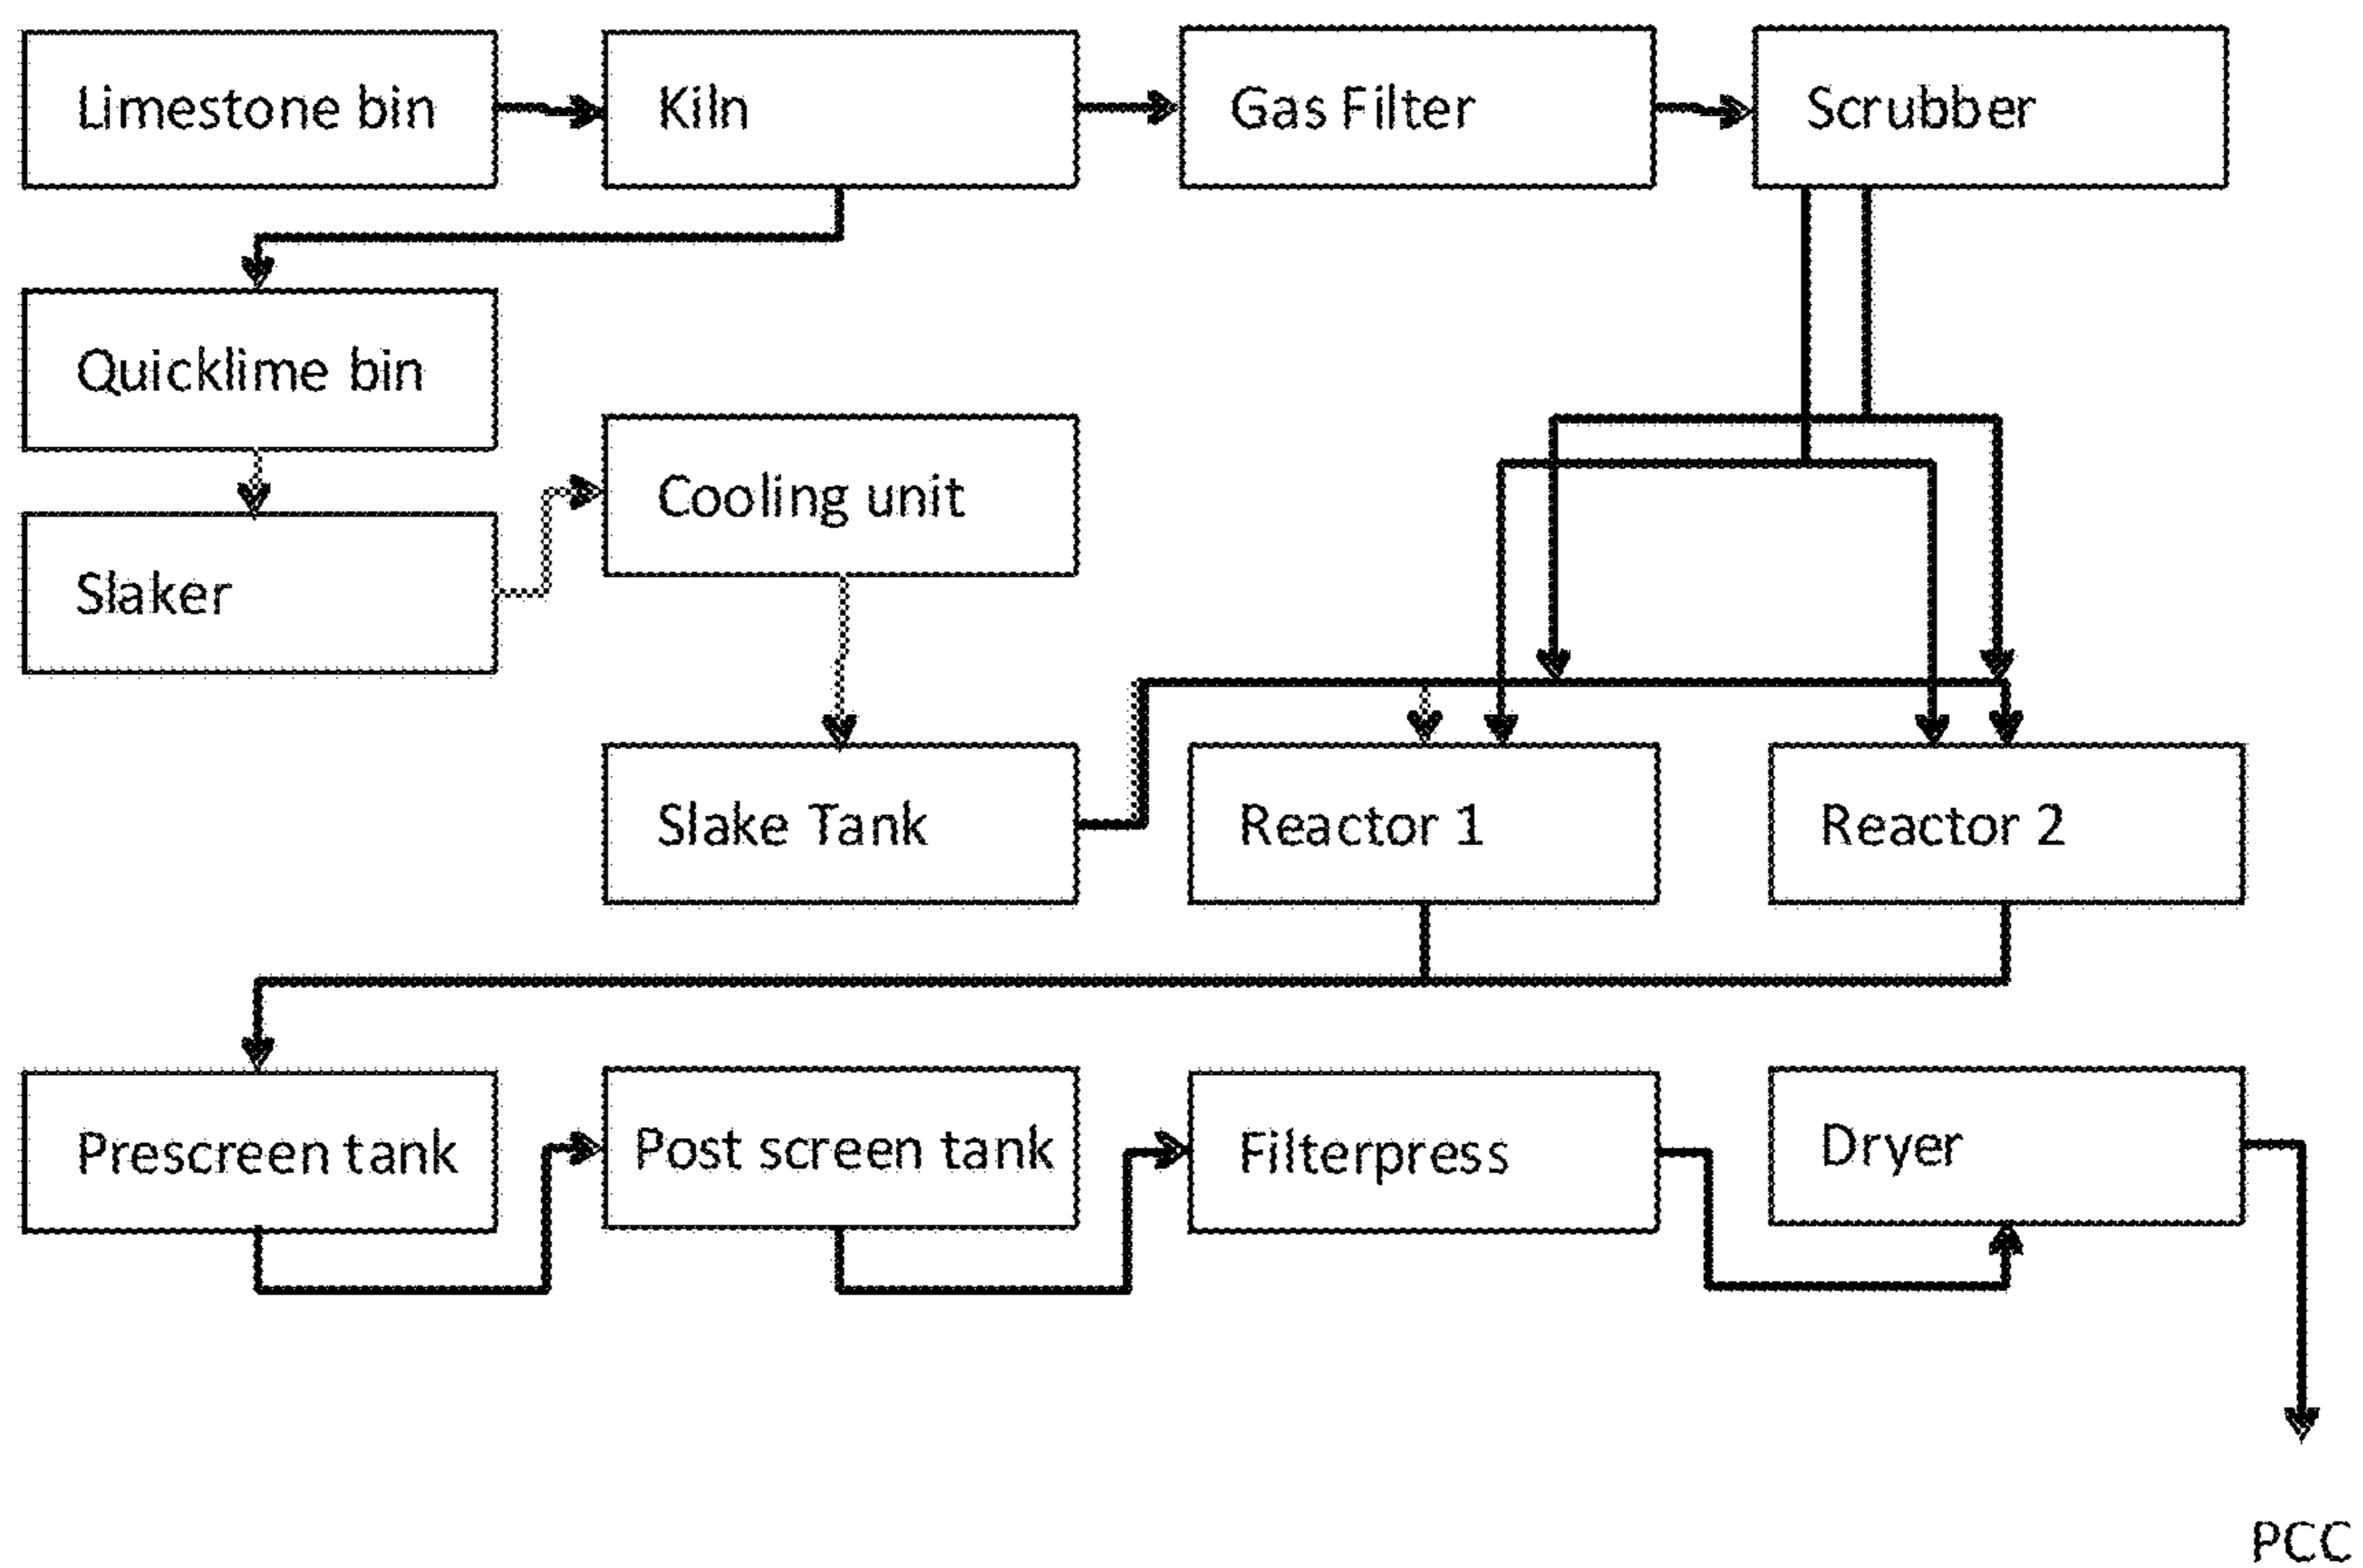 Limestone bin
Kiln
Gas Filter
Scrubber
Quicklime bin
Cooling unit
Slaker
Slake Tank
Reactor 1
Reactor 2
Prescreen tank
Post screen tank
Filterpress
Dryer
PCC